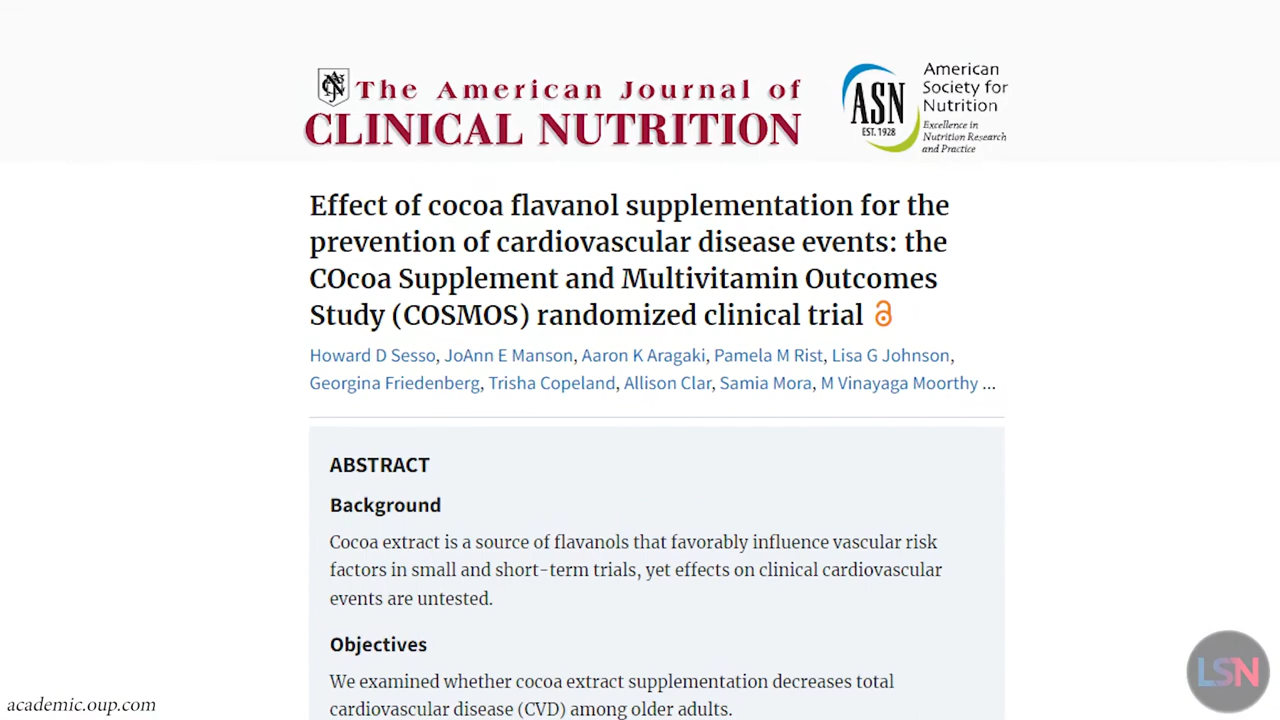 The American Journal of
CLINICAL NUTRITION
ASN
EST. 1928
American
Society for
Nutrition
Excellence in
Nutrition Research
and Practice
Effect of cocoa flavanol supplementation for the
prevention of cardiovascular disease events: the
COcoa Supplement and Multivitamin Outcomes
Study (COSMOS) randomized clinical trial
Howard D Sesso, JoAnn E Manson, Aaron K Aragaki, Pamela M Rist, Lisa G Johnson,
Georgina Friedenberg, Trisha Copeland, Allison Clar, Samia Mora, M Vinayaga Moorthy ...
ABSTRACT
Background
Cocoa extract is a source of flavanols that favorably influence vascular risk
factors in small and short-term trials, yet effects on clinical cardiovascular
events are untested.
Objectives
We examined whether cocoa extract supplementation decreases total
cardiovascular disease (CVD) among older adults.
LSN
academic.oup.com